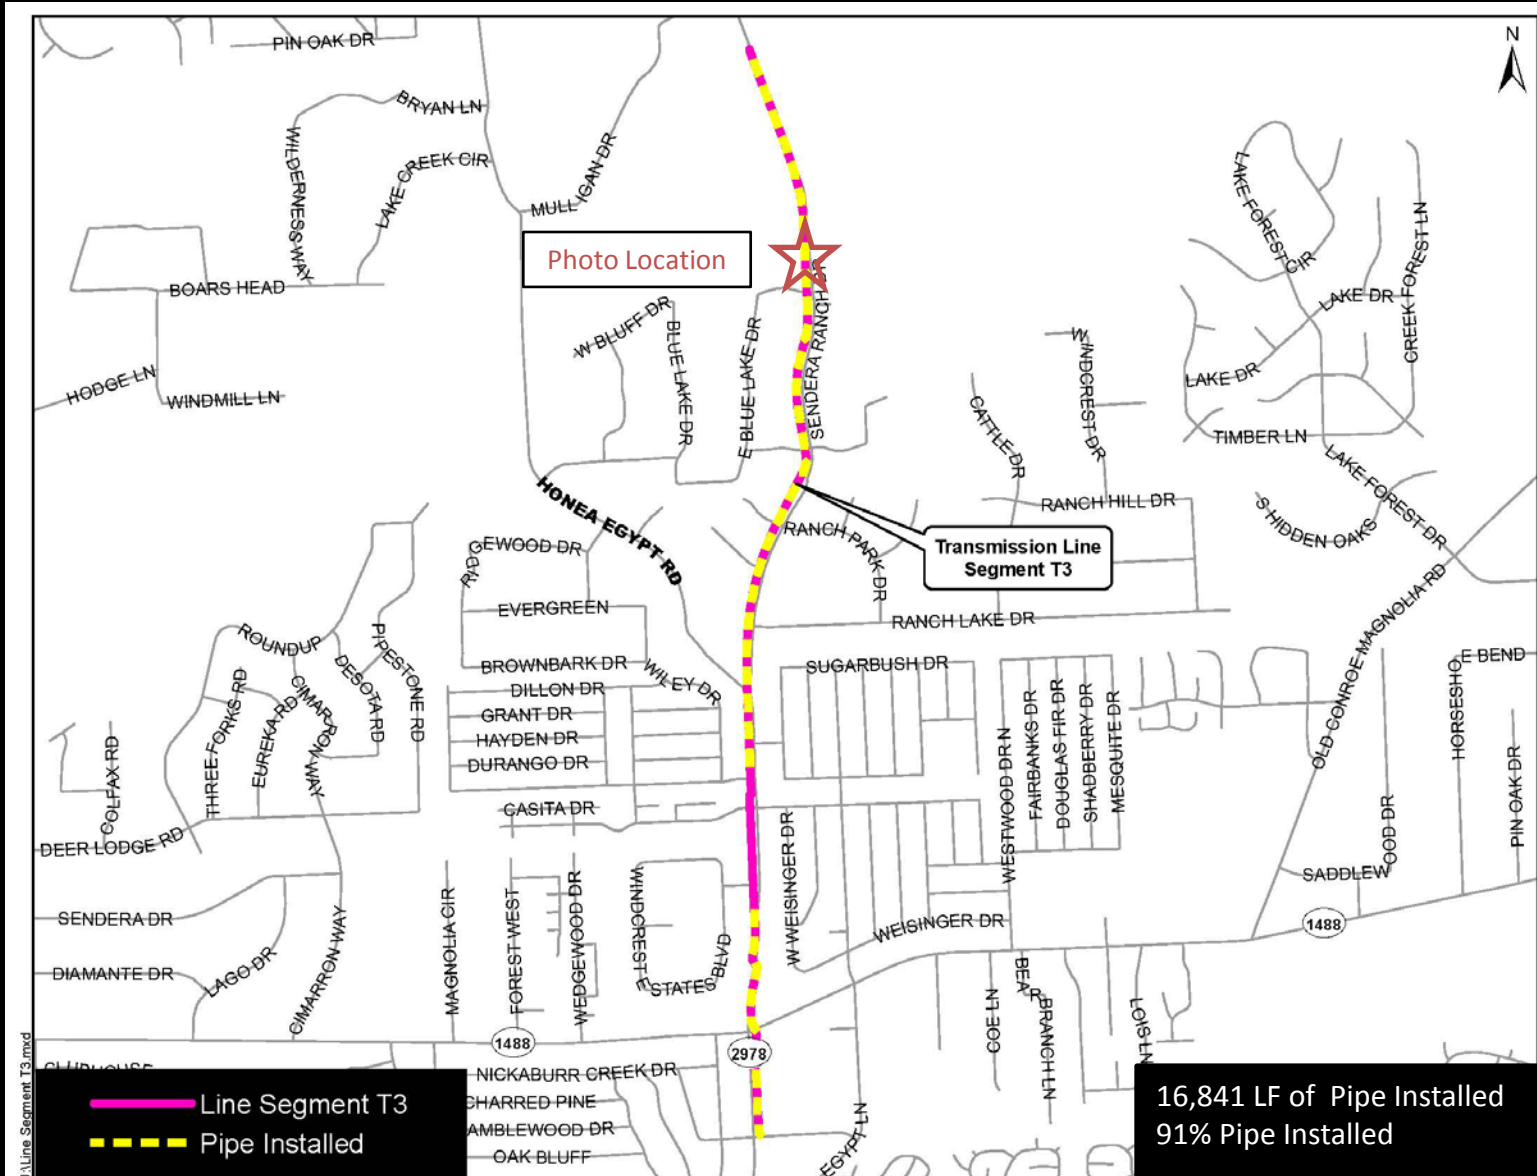 PIN OAK DR
N
BRYAN LN
WILDERNESS WAY
LAKE CREEK CIR
MULLIGAN DR
LAKE FOREST CIR
CREEK FOREST LN
Photo Location
BOARS HEAD
LAKE DR
W BLUFF DR
BLUE LAKE DR
E BLUE LAKE DR
SENDERA RANCH
WINDCREST DR
HODGE LN
WINDMILL LN
LAKE DR
CATTLE DR
TIMBER LN
LAKE FOREST DR
HONEA EGYPT RD
RANCH HILL DR
S HIDDEN OAKS
RANCH PARK DR
Transmission Line
Segment T3
RIDGEWOOD DR
EVERGREEN
RANCH LAKE DR
OLD CONROE MAGNOLIA RD
ROUNDUP
PIPESTONE RD
DESOTA RD
BROWNBARK DR
WILEY DR
SUGARBUSH DR
HORSESHOE BEND
THREE FORKS RD
EUREKA RD
CIMARRON WAY
DILLON DR
GRANT DR
HAYDEN DR
DURANGO DR
WESTWOOD DR N
FAIRBANKS DR
DOUGLAS FIR DR
SHADBERRY DR
MESQUITE DR
COLFAX RD
CASITA DR
PIN OAK DR
DEER LODGE RD
W WEISINGER DR
SADDLEWOOD DR
SENDERA DR
CIMARRON WAY
MAGNOLIA CIR
FOREST WEST
WEDGEWOOD DR
WINDCREST ESTATES BLVD
WEISINGER DR
1488
DIAMANTE DR
LAGO DR
COE LN
BEAR BRANCH LN
LOIS LN
1488
2978
CLUBHOUSE
NICKABURR CREEK DR
CHARRED PINE
AMBLEWOOD DR
OAK BLUFF
EGYPT LN
Line Segment T3
Pipe Installed
16,841 LF of Pipe Installed
91% Pipe Installed
Line Segment T3.mxd